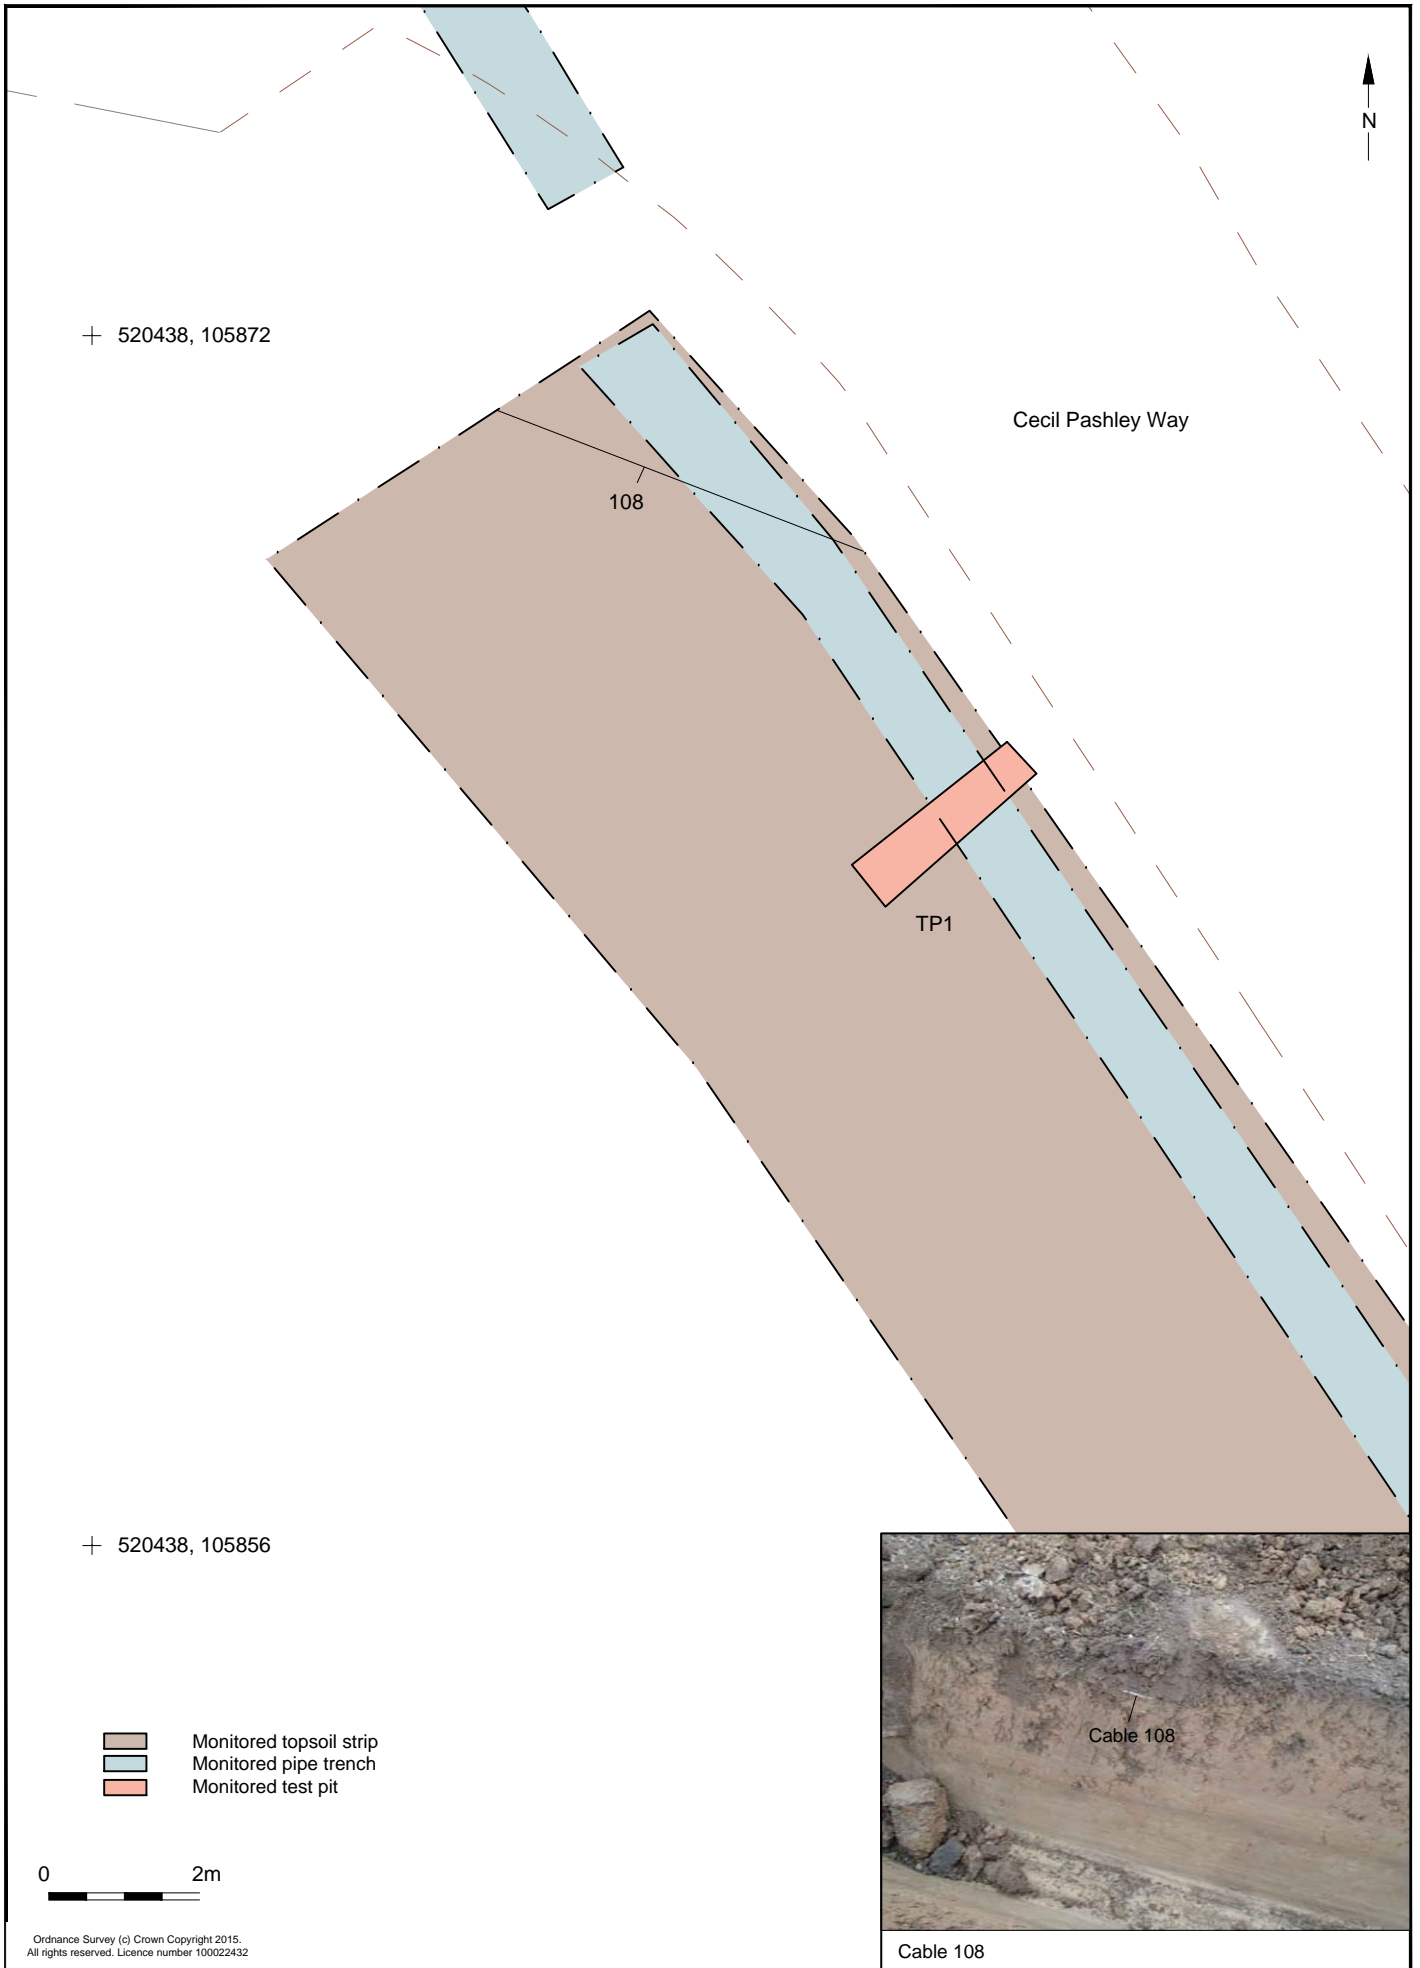 N
520438, 105872
Cecil Pashley Way
108
TP1
520438, 105856
Cable 108
Monitored topsoil strip
Monitored pipe trench
Monitored test pit
0 2m
Ordnance Survey (c) Crown Copyright 2015.
All rights reserved. Licence number 100022432
Cable 108